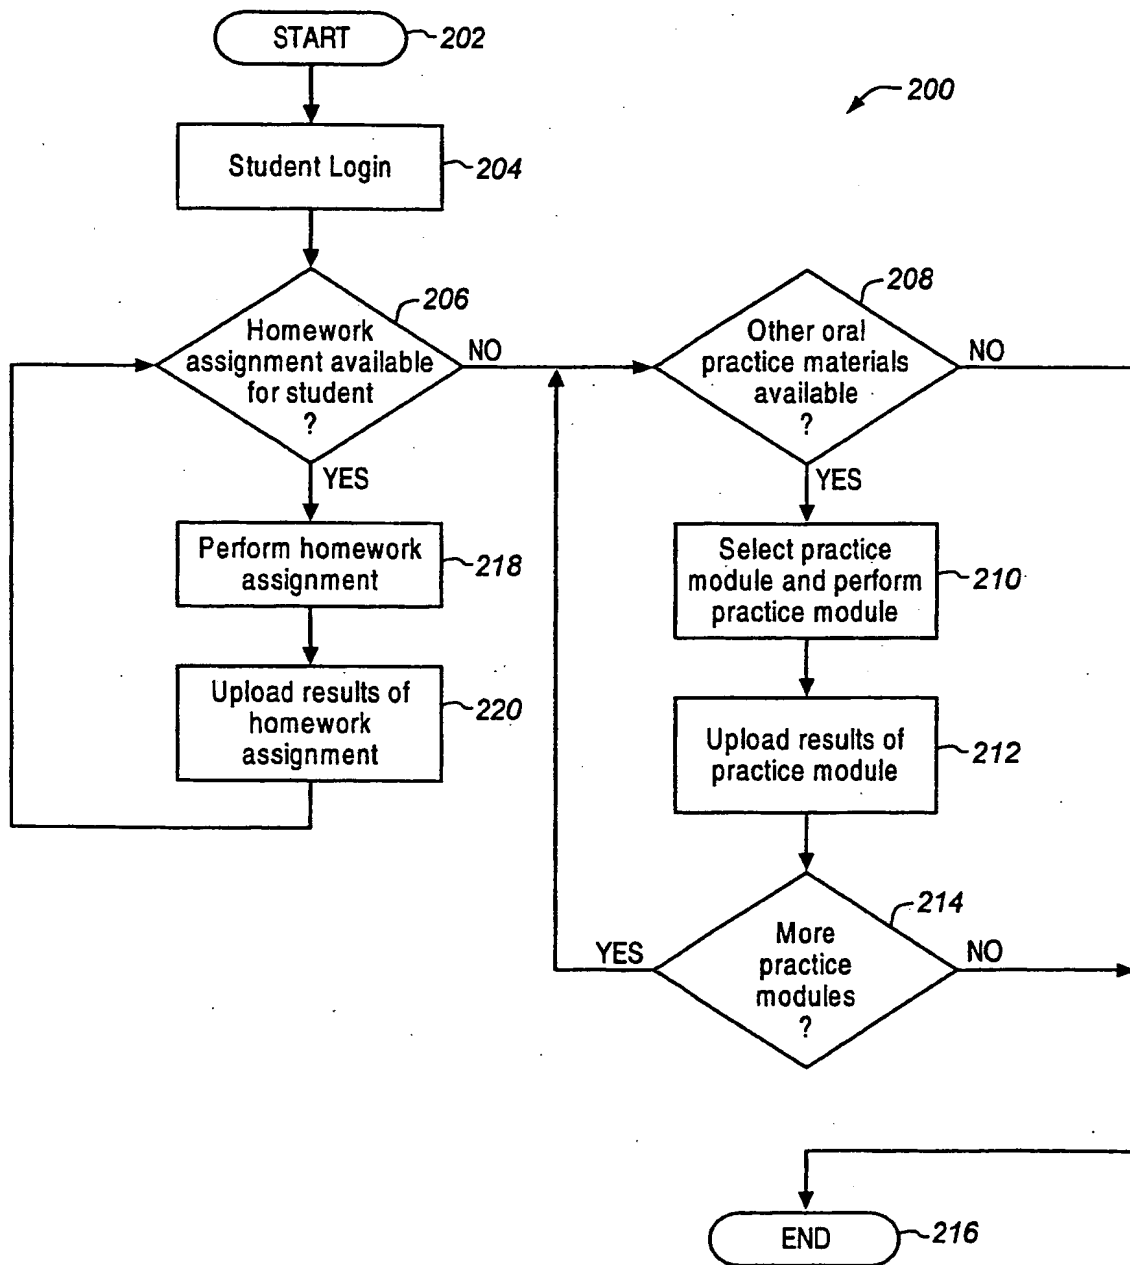 START
202
200
Student Login
204
206
Homework
assignment available
for student
?
NO
YES
Perform homework
assignment
218
Upload results of
homework
assignment
220
208
Other oral
practice materials
available
?
NO
YES
Select practice
module and perform
practice module
210
Upload results of
practice module
212
214
More
practice
modules
?
YES
NO
END
216